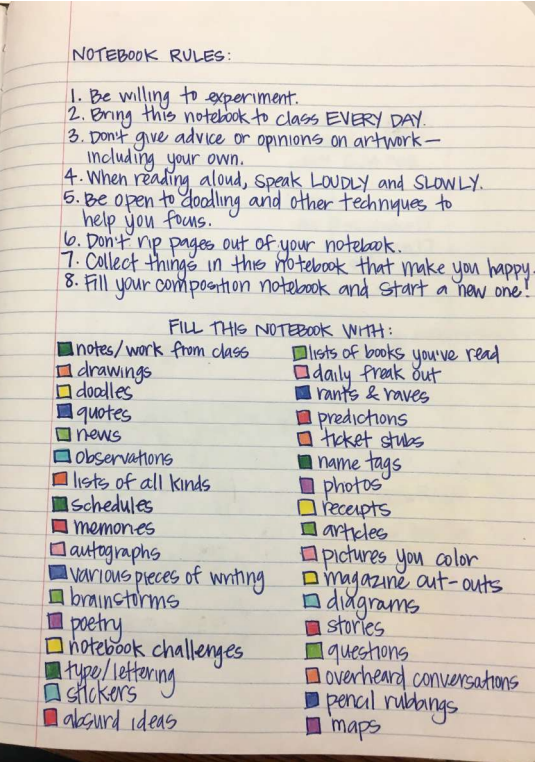 NOTEBOOK RULES:
1. Be willing to experiment.
2. Bring this notebook to class EVERY DAY.
3. Don't give advice or opinions on artwork—
including your own.
4. When reading aloud, speak LOUDLY and SLOWLY.
5. Be open to doodling and other techniques to
help you focus.
6. Don't rip pages out of your notebook.
7. Collect things in this notebook that make you happy.
8. Fill your composition notebook and start a new one!
FILL THIS NOTEBOOK WITH:
notes/work from class
drawings
doodles
quotes
news
observations
lists of all kinds
schedules
memories
autographs
various pieces of writing
brainstorms
poetry
notebook challenges
type/lettering
stickers
absurd ideas
lists of books you've read
daily freak out
rants & raves
predictions
ticket stubs
name tags
photos
receipts
articles
pictures you color
magazine cut-outs
diagrams
stories
questions
overheard conversations
pencil rubbings
maps